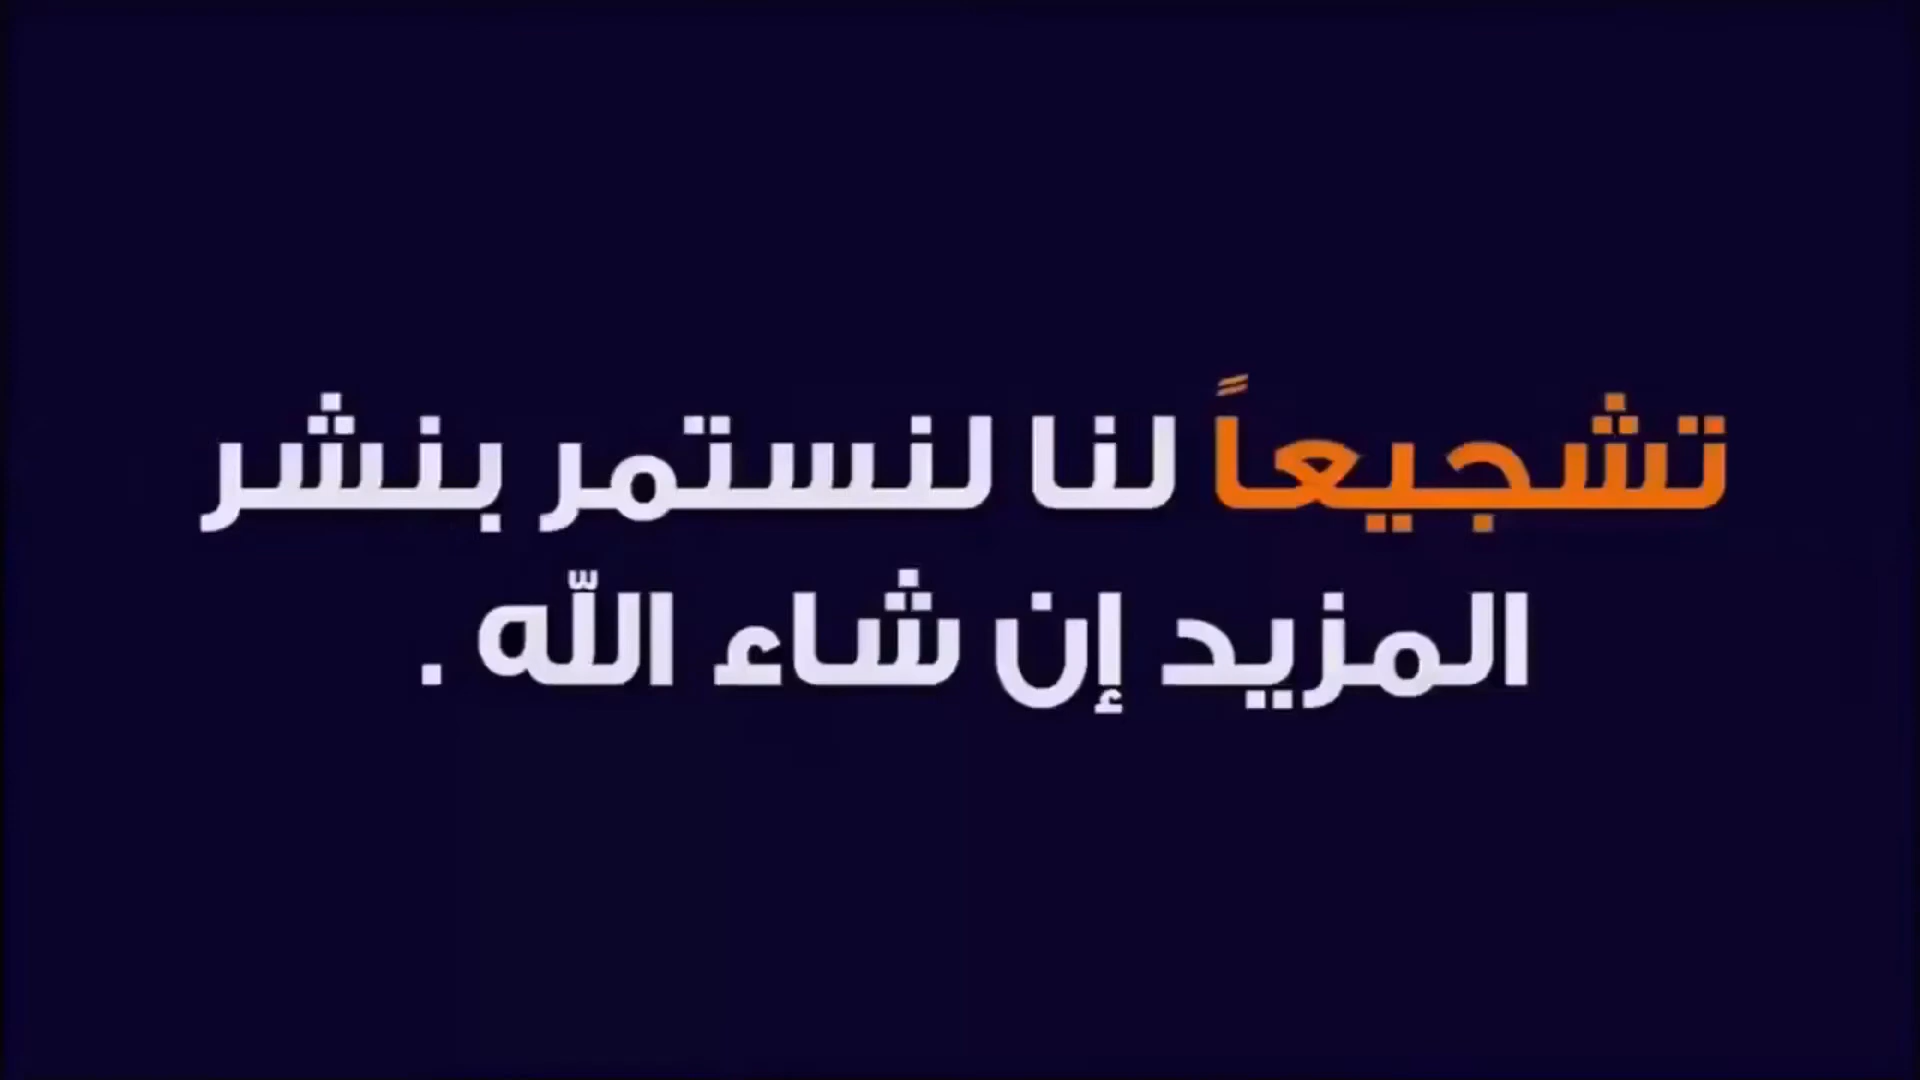 تشجيعاً لنا لنستمر بنشر
المزيد إن شاء اللّه .